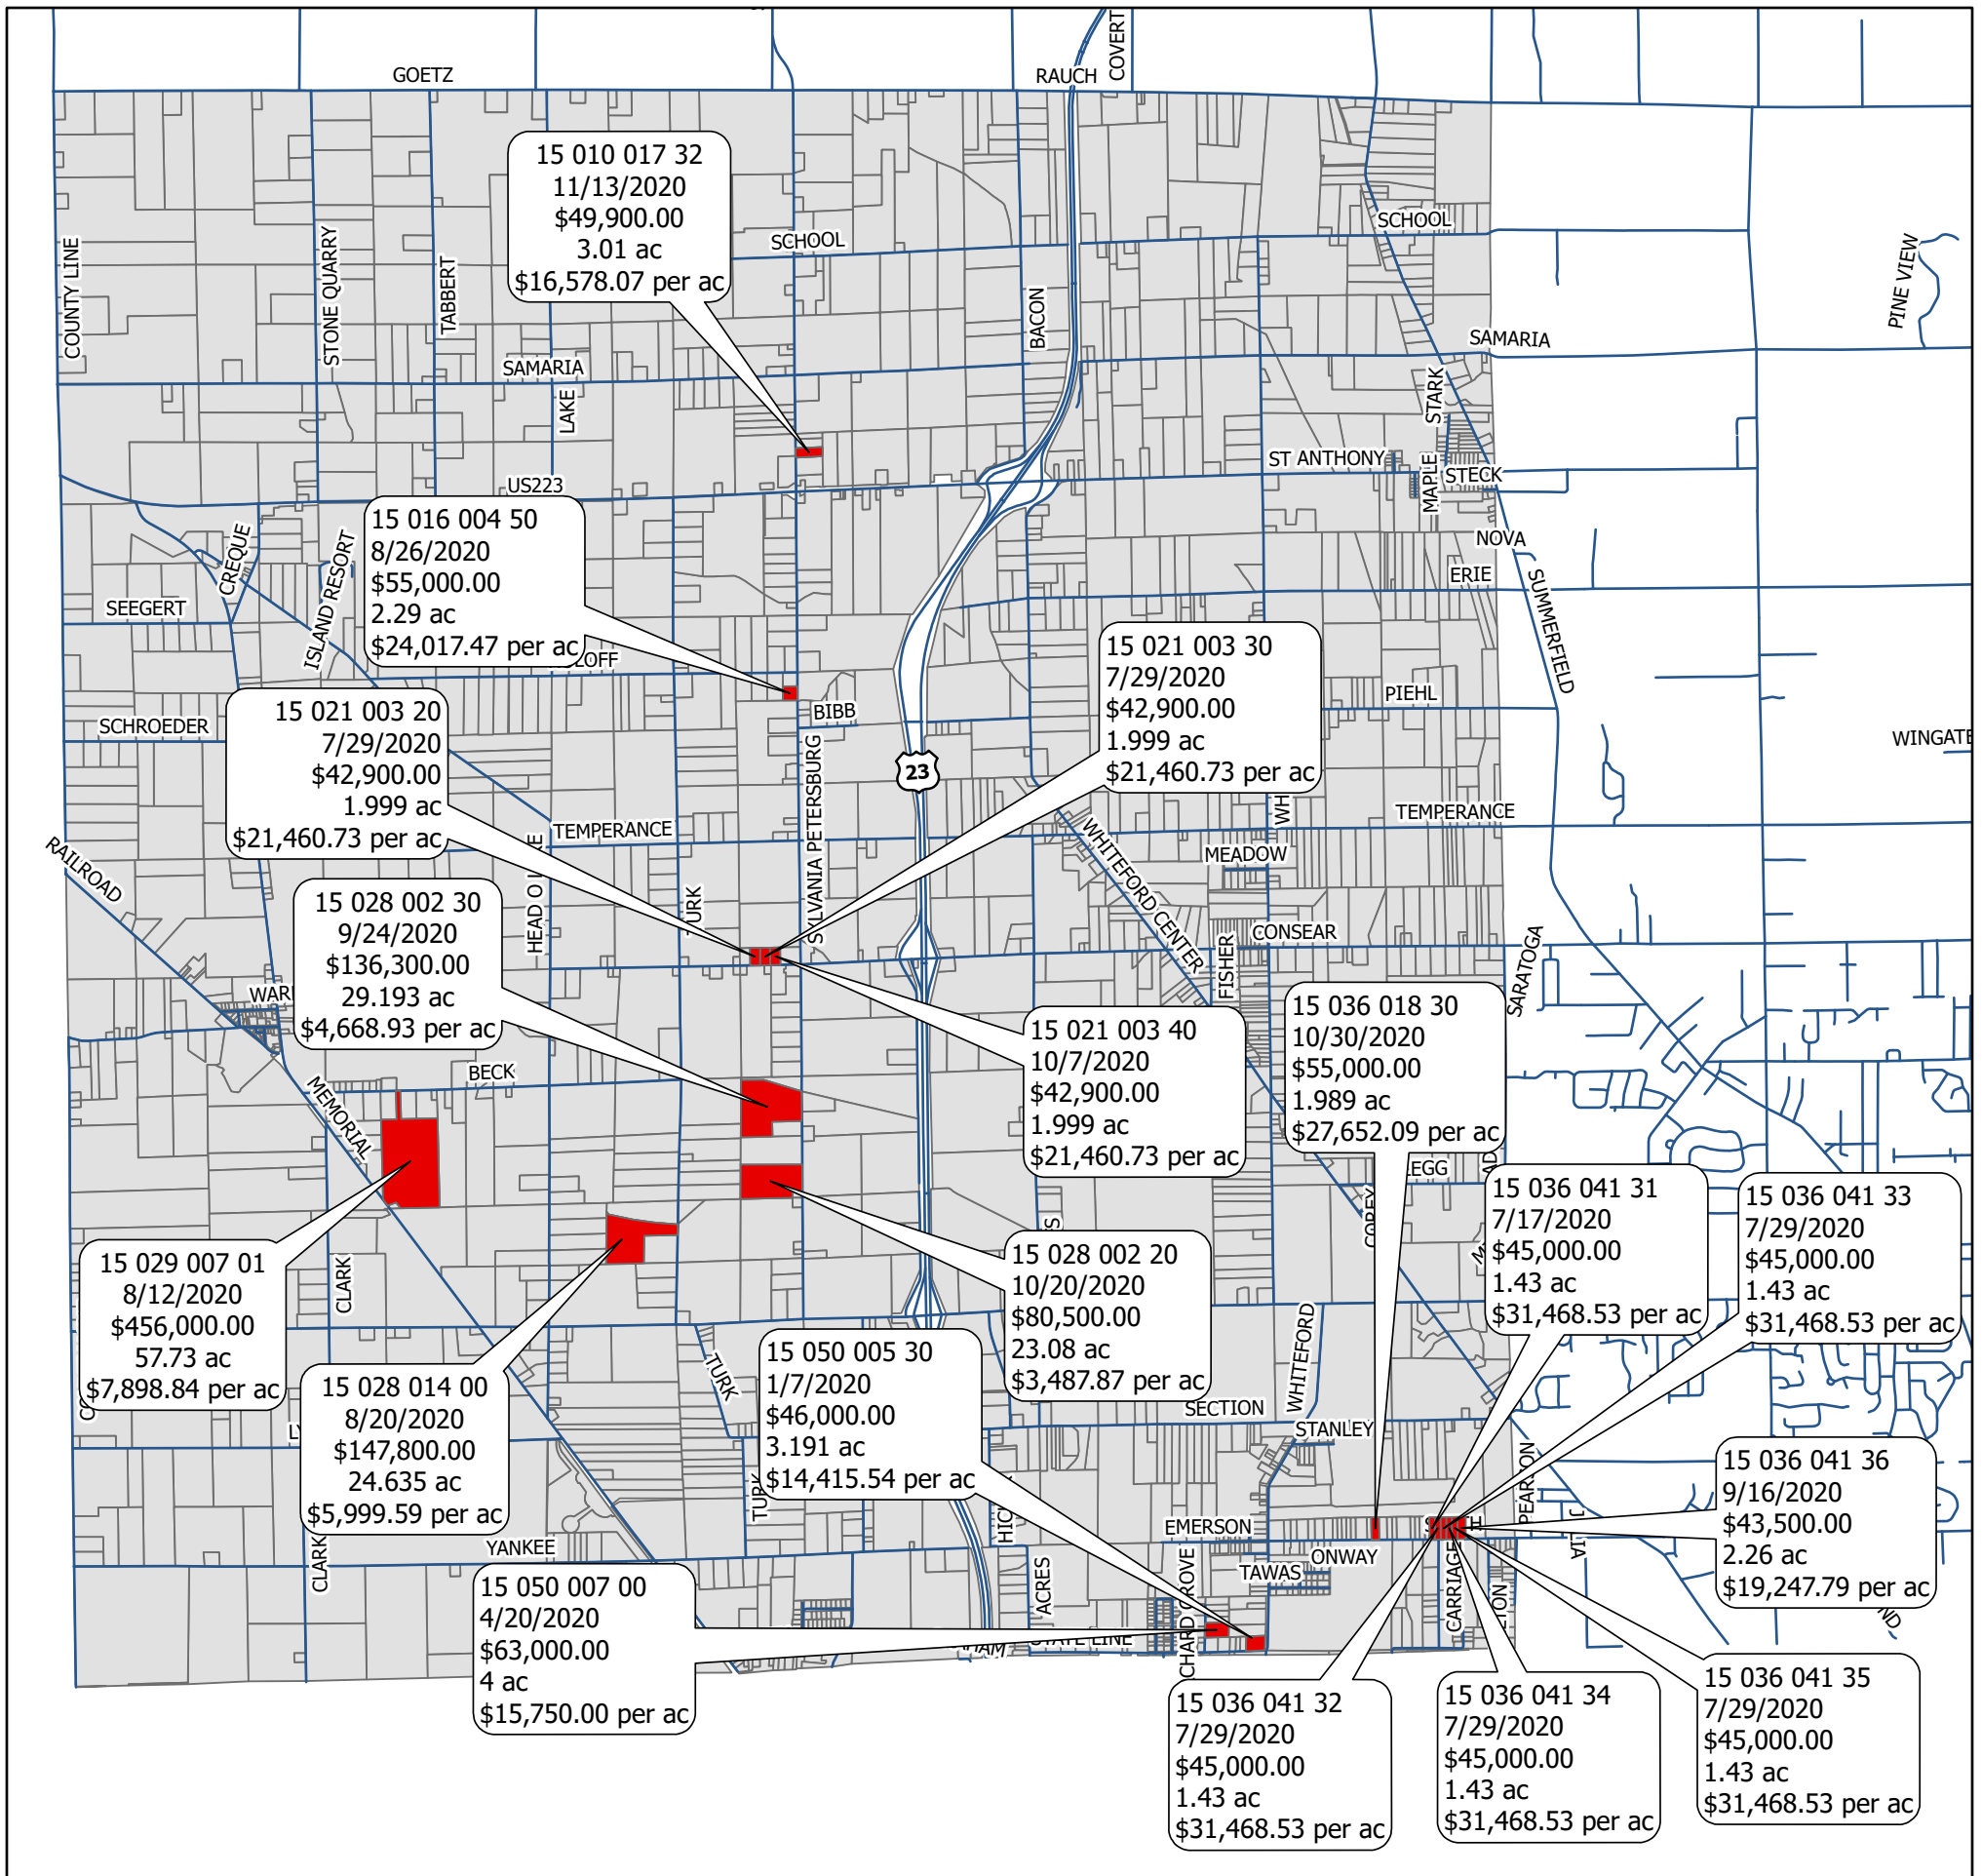 GOETZ
RAUCH
COVERT
15 010 017 32
11/13/2020
$49,900.00
3.01 ac
$16,578.07 per ac
SCHOOL
SCHOOL
COUNTY LINE
STONE QUARRY
TABBERT
BACON
PINE VIEW
SAMARIA
SAMARIA
LAKE
STARK
ST ANTHONY
MAPLE
STECK
US223
15 016 004 50
8/26/2020
$55,000.00
2.29 ac
$24,017.47 per ac
CREQUE
ISLAND RESORT
SEEGERT
NOVA
ERIE
SUMMERFIELD
LOFF
15 021 003 30
7/29/2020
$42,900.00
1.999 ac
$21,460.73 per ac
PIEHL
BIBB
SCHROEDER
15 021 003 20
7/29/2020
$42,900.00
1.999 ac
$21,460.73 per ac
WINGATE
23
SYLVANIA PETERSBURG
TEMPERANCE
TEMPERANCE
WH
WHITEFORD CENTER
MEADOW
RAILROAD
HEAD O
KE
TURK
15 028 002 30
9/24/2020
$136,300.00
29.193 ac
$4,668.93 per ac
CONSEAR
FISHER
SARATOGA
WAR
15 036 018 30
10/30/2020
$55,000.00
1.989 ac
$27,652.09 per ac
15 021 003 40
10/7/2020
$42,900.00
1.999 ac
$21,460.73 per ac
BECK
MEMORIAL
EGG
AD
COREY
M
15 036 041 31
7/17/2020
$45,000.00
1.43 ac
$31,468.53 per ac
15 036 041 33
7/29/2020
$45,000.00
1.43 ac
$31,468.53 per ac
ES
15 028 002 20
10/20/2020
$80,500.00
23.08 ac
$3,487.87 per ac
15 029 007 01
8/12/2020
$456,000.00
57.73 ac
$7,898.84 per ac
CLARK
CO
15 028 014 00
8/20/2020
$147,800.00
24.635 ac
$5,999.59 per ac
TURK
15 050 005 30
1/7/2020
$46,000.00
3.191 ac
$14,415.54 per ac
WHITEFORD
SECTION
STANLEY
15 036 041 36
9/16/2020
$43,500.00
2.26 ac
$19,247.79 per ac
PEARSON
TURK
HICK
EMERSON
YANKEE
CLARK
ONWAY
TAWAS
ACRES
CHARD GROVE
CARRIAGE
LTON
J
LIA
ND
15 050 007 00
4/20/2020
$63,000.00
4 ac
$15,750.00 per ac
HAM
STATE LINE
15 036 041 32
7/29/2020
$45,000.00
1.43 ac
$31,468.53 per ac
15 036 041 34
7/29/2020
$45,000.00
1.43 ac
$31,468.53 per ac
15 036 041 35
7/29/2020
$45,000.00
1.43 ac
$31,468.53 per ac